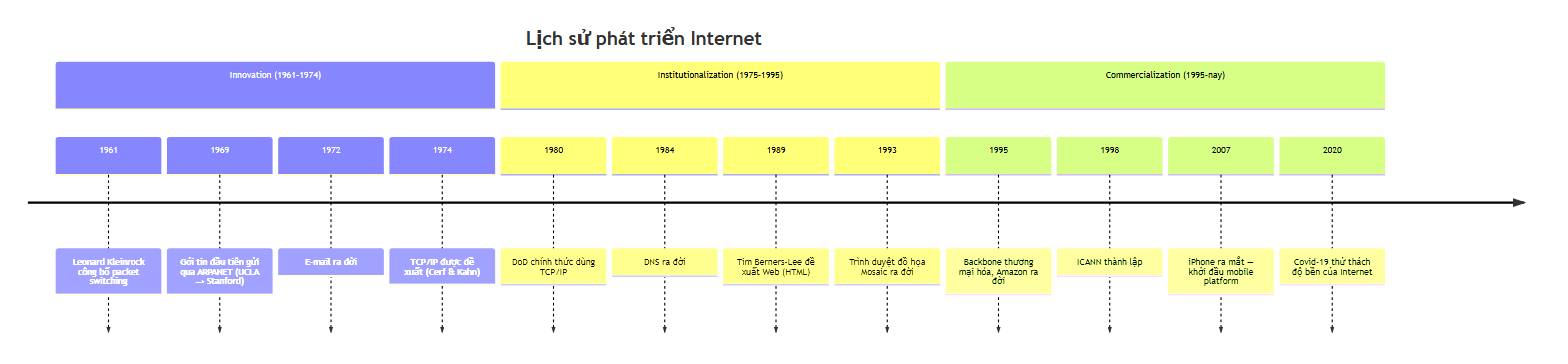 Lịch sử phát triển Internet
Innovation (1961-1974)
Institutionalization (1975-1995)
Commercialization (1995-nay)
1961
1969
1972
1974
1980
1984
1989
1993
1995
1998
2007
2020
Leonard Kleinrock
công bố packet
switching
Gói tin đầu tiên gửi
qua ARPANET (UCLA
→ Stanford)
E-mail ra đời
TCP/IP được đề
xuất (Cerf & Kahn)
DoD chính thức dùng
TCP/IP
DNS ra đời
Tim Berners-Lee đề
xuất Web (HTML)
Trình duyệt đồ họa
Mosaic ra đời
Backbone thương
mại hóa, Amazon ra
đời
ICANN thành lập
iPhone ra mắt —
khởi đầu mobile
platform
Covid-19 thử thách
độ bền của Internet